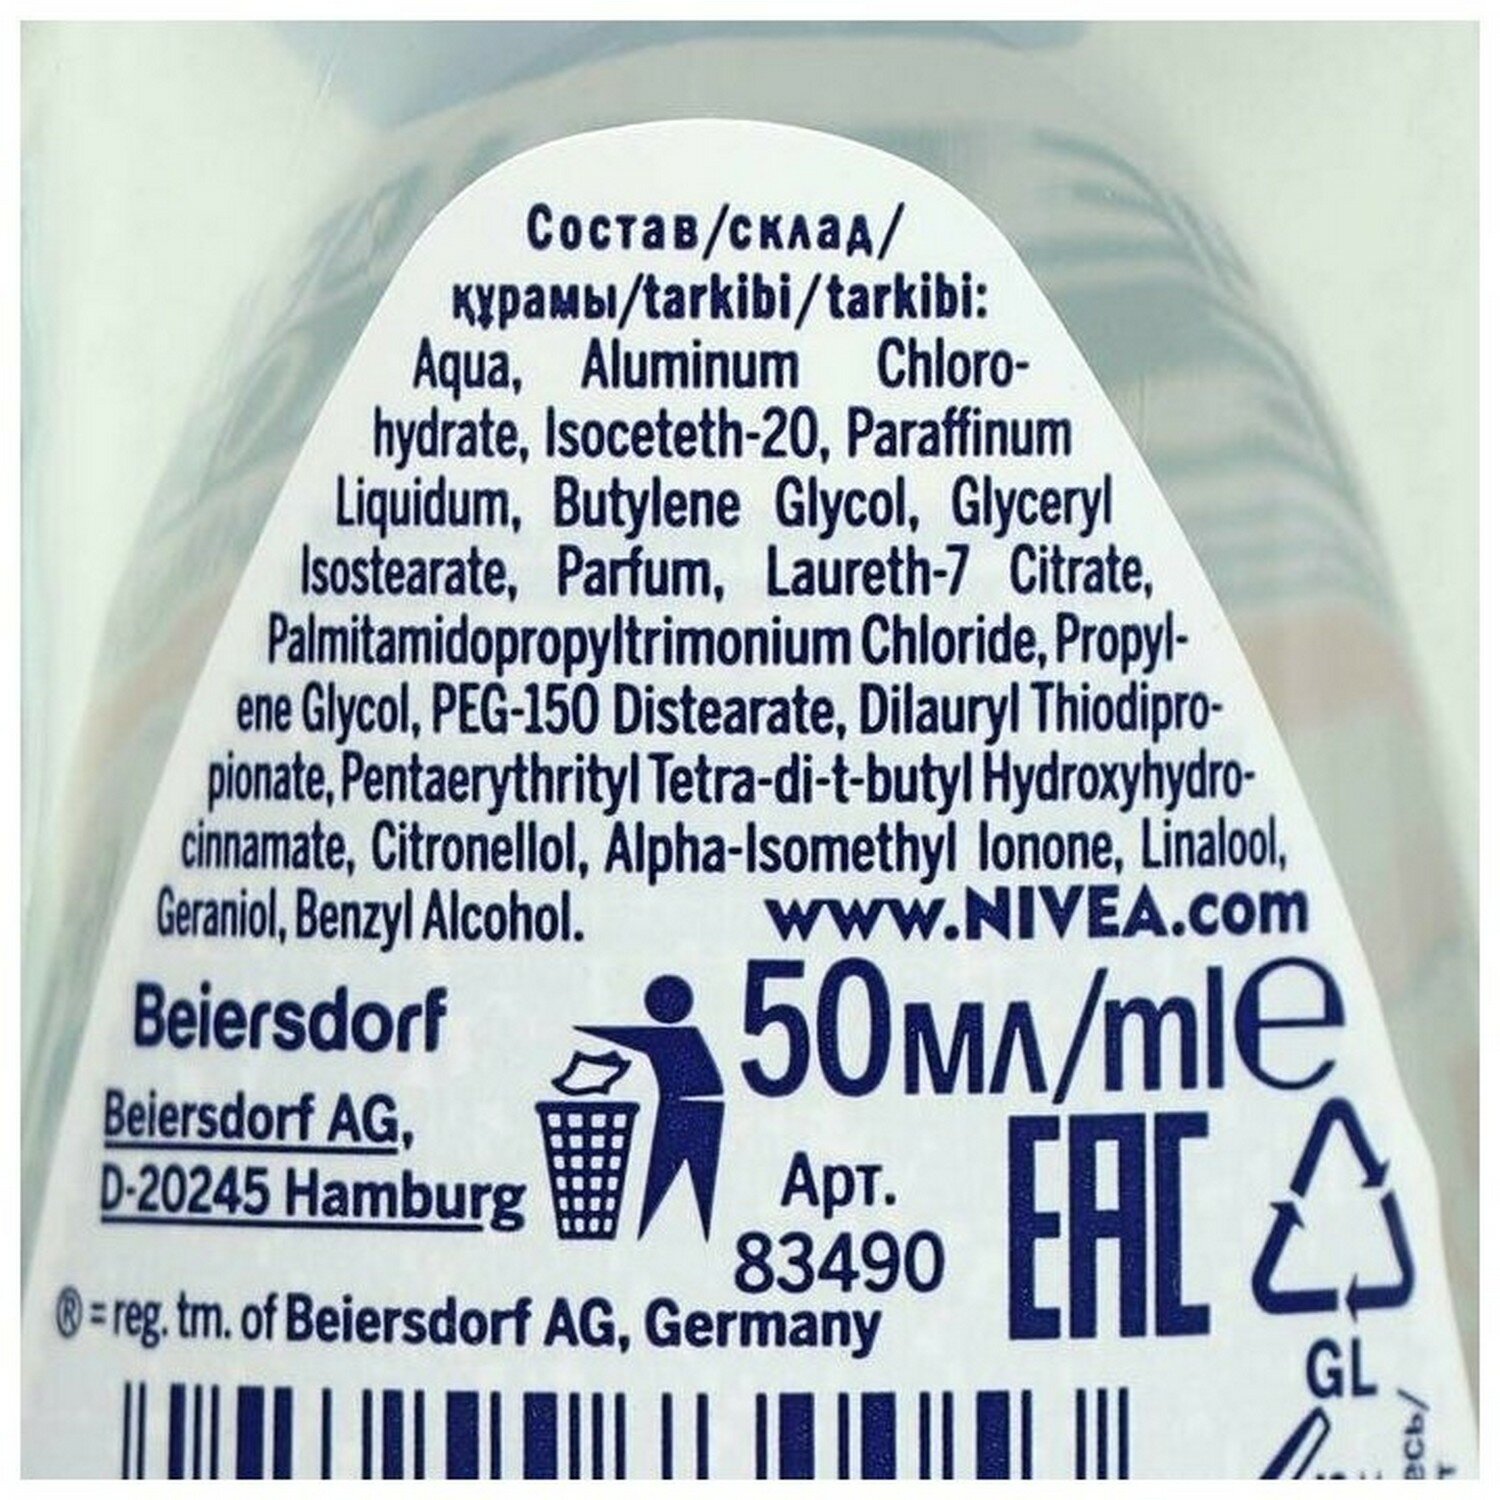 Состав/склад/
құрамы/tarkibi/tarkibi:
Aqua, Aluminum Chloro-
hydrate, Isoceteth-20, Paraffinum
Liquidum, Butylene Glycol, Glyceryl
Isostearate, Parfum, Laureth-7 Citrate,
Palmitamidopropyltrimonium Chloride, Propyl-
ene Glycol, PEG-150 Distearate, Dilauryl Thiodipro-
pionate, Pentaerythrityl Tetra-di-t-butyl Hydroxyhydro-
cinnamate, Citronellol, Alpha-Isomethyl Ionone, Linalool,
Geraniol, Benzyl Alcohol. www.NIVEA.com
Beiersdorf
50мл/ml e
Beiersdorf AG,
D-20245 Hamburg
Арт.
83490
EAC
® = reg. tm. of Beiersdorf AG, Germany
GL